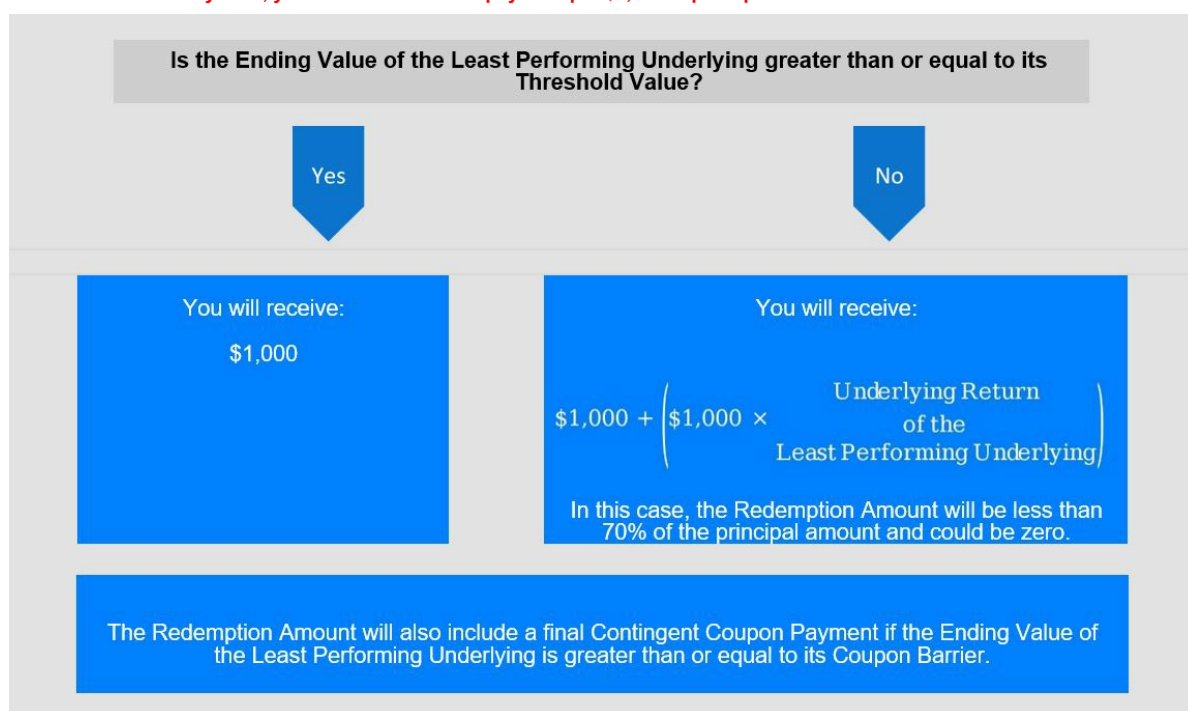 Is the Ending Value of the Least Performing Underlying greater than or equal to its
Threshold Value?
Yes
No
You will receive:
$1,000
You will receive:
$1,000 + ($1,000 × Underlying Return
of the
Least Performing Underlying)
In this case, the Redemption Amount will be less than
70% of the principal amount and could be zero.
The Redemption Amount will also include a final Contingent Coupon Payment if the Ending Value of
the Least Performing Underlying is greater than or equal to its Coupon Barrier.